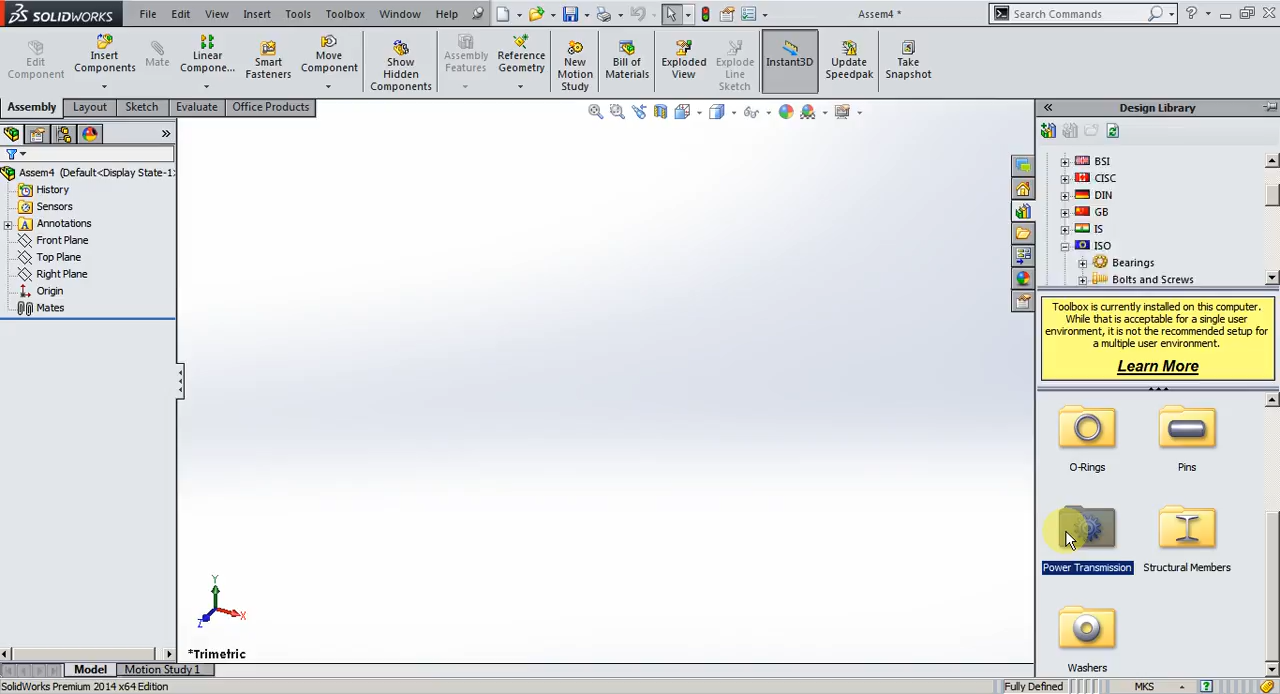 SOLIDWORKS File Edit View Insert Tools Toolbox Window Help Assem4 * Search Commands
Edit Component
Insert Components
Mate
Linear Compone...
Smart Fasteners
Move Component
Show Hidden Components
Assembly Features
Reference Geometry
New Motion Study
Bill of Materials
Exploded View
Explode Line Sketch
Instant3D
Update Speedpak
Take Snapshot
Assembly Layout Sketch Evaluate Office Products
Design Library
Assem4 (Default<Display State-1>
History
Sensors
Annotations
Front Plane
Top Plane
Right Plane
Origin
Mates
BSI
CISC
DIN
GB
IS
ISO
Bearings
Bolts and Screws
Toolbox is currently installed on this computer.
While that is acceptable for a single user
environment, it is not the recommended setup for
a multiple user environment.
Learn More
O-Rings Pins
Power Transmission Structural Members
Washers
Y
X
Z
*Trimetric
Model Motion Study 1
SolidWorks Premium 2014 x64 Edition Fully Defined MKS